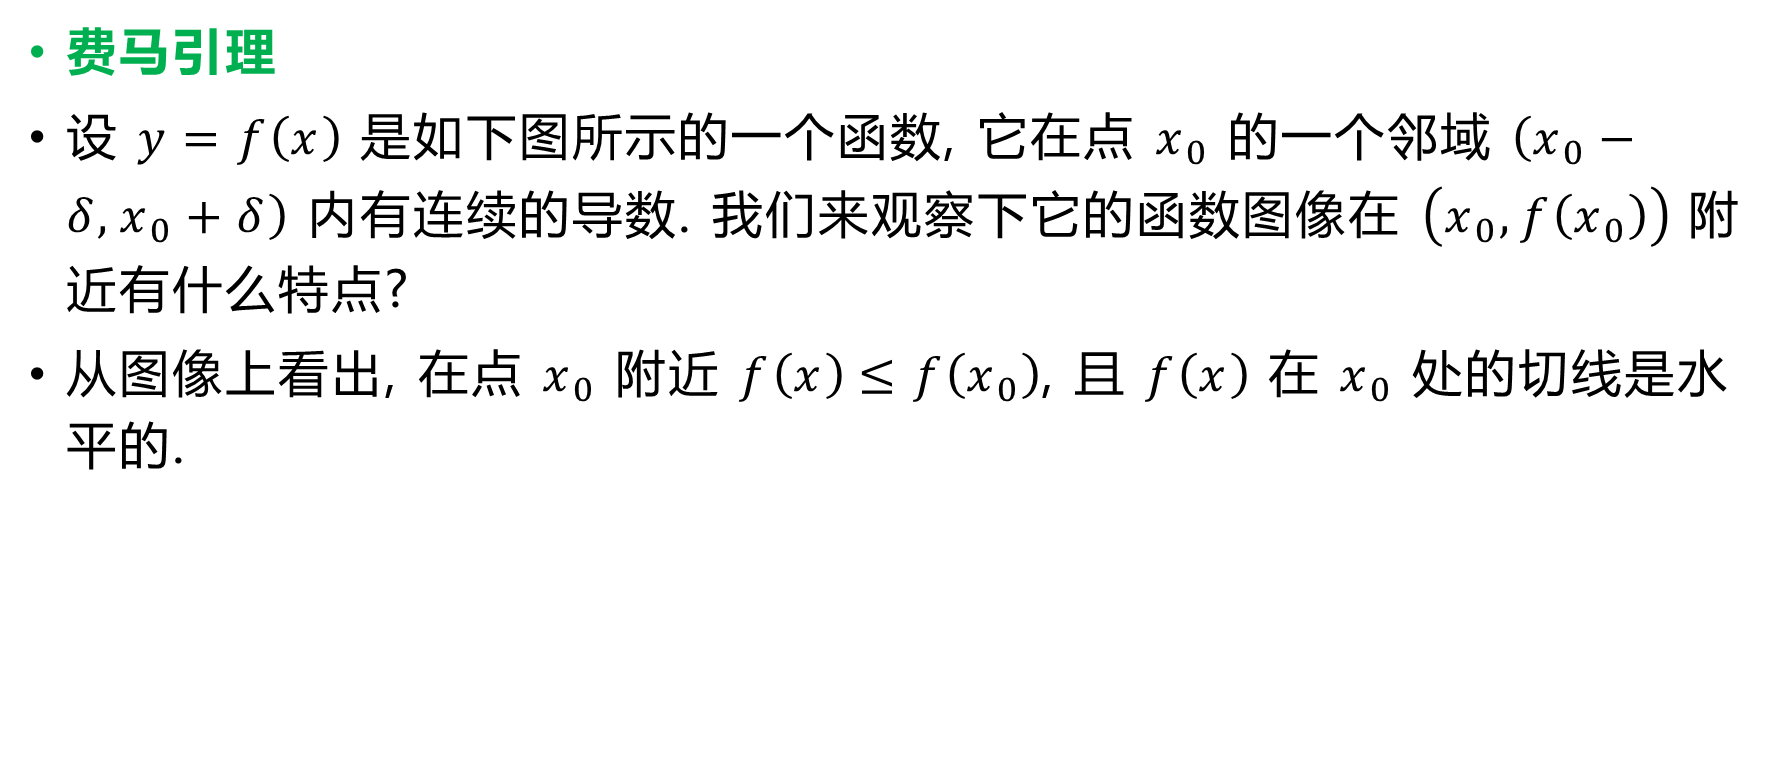 • 费马引理
• 设 y = f(x) 是如下图所示的一个函数, 它在点 x₀ 的一个邻域 (x₀ −
δ, x₀ + δ) 内有连续的导数. 我们来观察下它的函数图像在 (x₀, f(x₀)) 附
近有什么特点?
• 从图像上看出, 在点 x₀ 附近 f(x) ≤ f(x₀), 且 f(x) 在 x₀ 处的切线是水
平的.